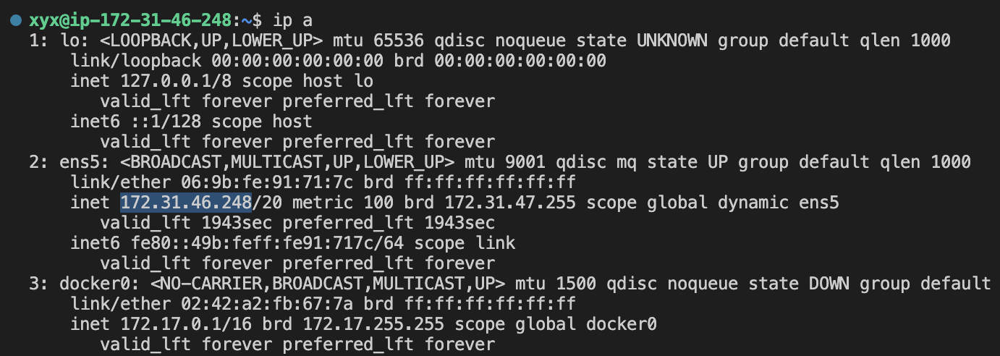 xyx@ip-172-31-46-248:~$ ip a
1: lo: <LOOPBACK,UP,LOWER_UP> mtu 65536 qdisc noqueue state UNKNOWN group default qlen 1000
link/loopback 00:00:00:00:00:00 brd 00:00:00:00:00:00
inet 127.0.0.1/8 scope host lo
valid_lft forever preferred_lft forever
inet6 ::1/128 scope host
valid_lft forever preferred_lft forever
2: ens5: <BROADCAST,MULTICAST,UP,LOWER_UP> mtu 9001 qdisc mq state UP group default qlen 1000
link/ether 06:9b:fe:91:71:7c brd ff:ff:ff:ff:ff:ff
inet 172.31.46.248/20 metric 100 brd 172.31.47.255 scope global dynamic ens5
valid_lft 1943sec preferred_lft 1943sec
inet6 fe80::49b:feff:fe91:717c/64 scope link
valid_lft forever preferred_lft forever
3: docker0: <NO-CARRIER,BROADCAST,MULTICAST,UP> mtu 1500 qdisc noqueue state DOWN group default
link/ether 02:42:a2:fb:67:7a brd ff:ff:ff:ff:ff:ff
inet 172.17.0.1/16 brd 172.17.255.255 scope global docker0
valid_lft forever preferred_lft forever